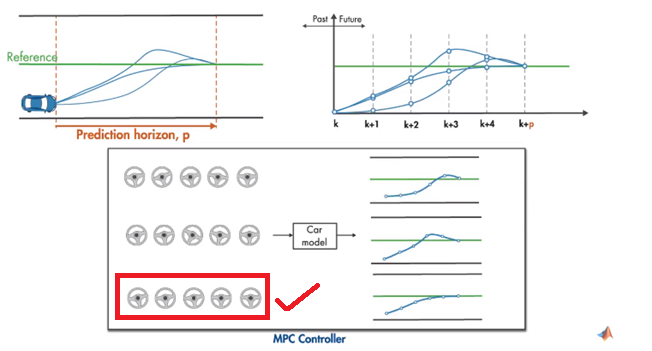 Reference
Prediction horizon, p
Past
Future
k
k+1
k+2
k+3
k+4
k+p
Car
model
MPC Controller